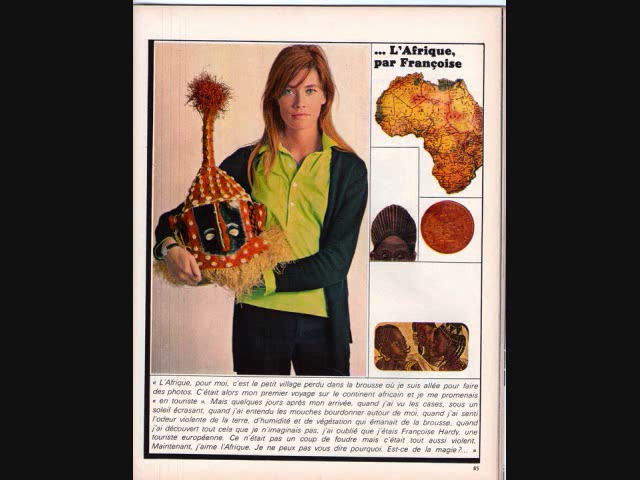 ... L'Afrique,
par Françoise
« L'Afrique, pour moi, c'est le petit village perdu dans la brousse où je suis allée pour faire
des photos. C'était alors mon premier voyage sur le continent africain et je me promenais
« en touriste ». Mais quelques jours après mon arrivée, quand j'ai vu les cases, sous un
soleil écrasant, quand j'ai entendu les mouches bourdonner autour de moi, quand j'ai senti
l'odeur violente de la terre, d'humidité et de végétation qui émanait de la brousse, quand
j'ai découvert tout cela que je n'imaginais pas, j'ai oublié que j'étais Françoise Hardy, une
touriste européenne. Ce n'était pas un coup de foudre mais c'était tout aussi violent.
Maintenant, j'aime l'Afrique. Je ne peux pas vous dire pourquoi. Est-ce de la magie?... »
85